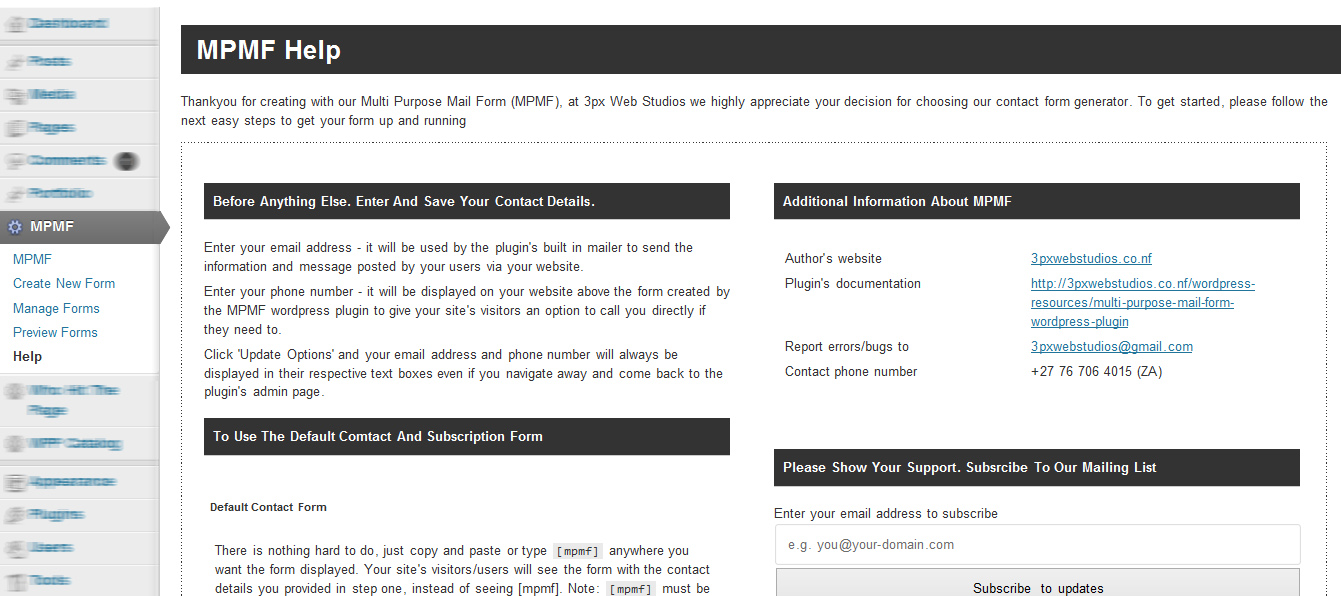 Dashboard
Posts
Media
Pages
Comments
Portfolio
MPMF
MPMF
Create New Form
Manage Forms
Preview Forms
Help
Appearance
Plugins
Users
Tools
MPMF Help
Thankyou for creating with our Multi Purpose Mail Form (MPMF), at 3px Web Studios we highly appreciate your decision for choosing our contact form generator. To get started, please follow the
next easy steps to get your form up and running
Before Anything Else. Enter And Save Your Contact Details.
Enter your email address - it will be used by the plugin's built in mailer to send the
information and message posted by your users via your website.
Enter your phone number - it will be displayed on your website above the form created by
the MPMF wordpress plugin to give your site's visitors an option to call you directly if
they need to.
Click 'Update Options' and your email address and phone number will always be
displayed in their respective text boxes even if you navigate away and come back to the
plugin's admin page.
To Use The Default Comtact And Subscription Form
Default Contact Form
There is nothing hard to do, just copy and paste or type [mpmf] anywhere you
want the form displayed. Your site's visitors/users will see the form with the contact
details you provided in step one, instead of seeing [mpmf]. Note: [mpmf] must be
Additional Information About MPMF
Author's website 3pxwebstudios.co.nf
Plugin's documentation http://3pxwebstudios.co.nf/wordpress-
resources/multi-purpose-mail-form-
wordpress-plugin
Report errors/bugs to 3pxwebstudios@gmail.com
Contact phone number +27 76 706 4015 (ZA)
Please Show Your Support. Subsrcibe To Our Mailing List
Enter your email address to subscribe
e.g. you@your-domain.com
Subscribe to updates